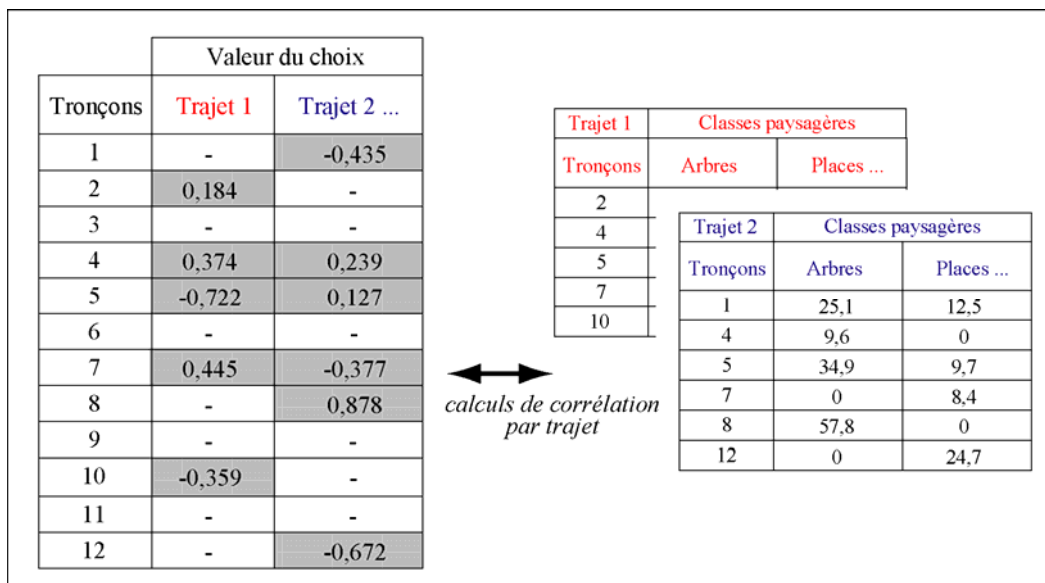 Valeur du choix
Tronçons Trajet 1 Trajet 2 ...
1 - -0,435
2 0,184 -
3 - -
4 0,374 0,239
5 -0,722 0,127
6 - -
7 0,445 -0,377
8 - 0,878
9 - -
10 -0,359 -
11 - -
12 - -0,672
calculs de corrélation
par trajet
Trajet 1 Classes paysagères
Tronçons Arbres Places ...
2
4
5
7
10
Trajet 2 Classes paysagères
Tronçons Arbres Places ...
1 25,1 12,5
4 9,6 0
5 34,9 9,7
7 0 8,4
8 57,8 0
12 0 24,7